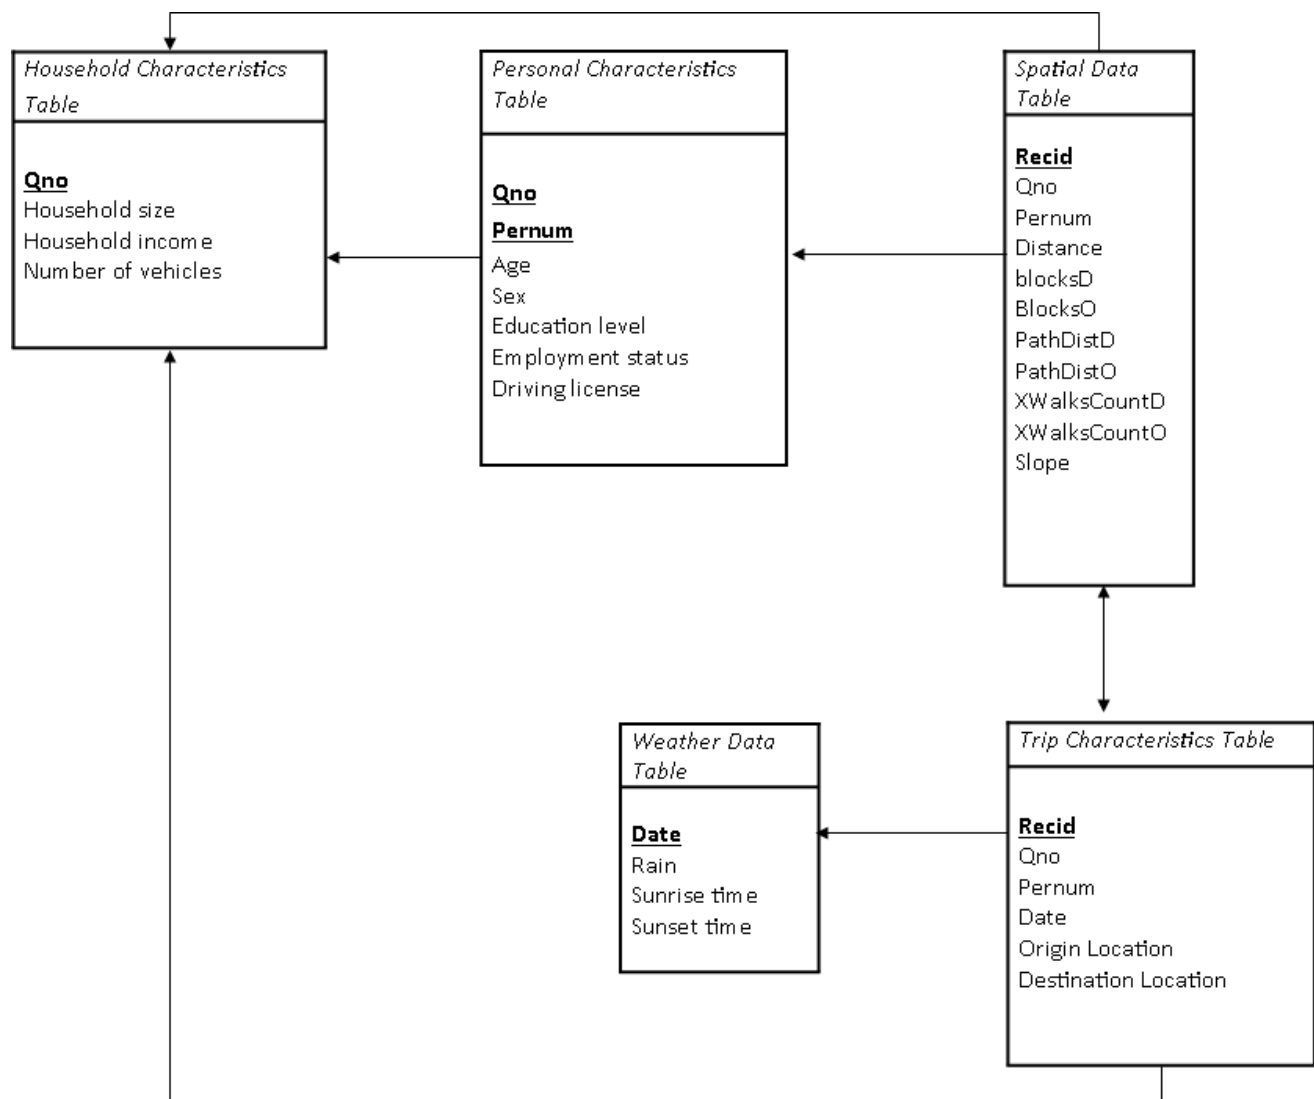 Household Characteristics
Table
Qno
Household size
Household income
Number of vehicles
Personal Characteristics
Table
Qno
Pernum
Age
Sex
Education level
Employment status
Driving license
Spatial Data
Table
Recid
Qno
Pernum
Distance
blocksD
BlocksO
PathDistD
PathDistO
XWalksCountD
XWalksCountO
Slope
Weather Data
Table
Date
Rain
Sunrise time
Sunset time
Trip Characteristics Table
Recid
Qno
Pernum
Date
Origin Location
Destination Location